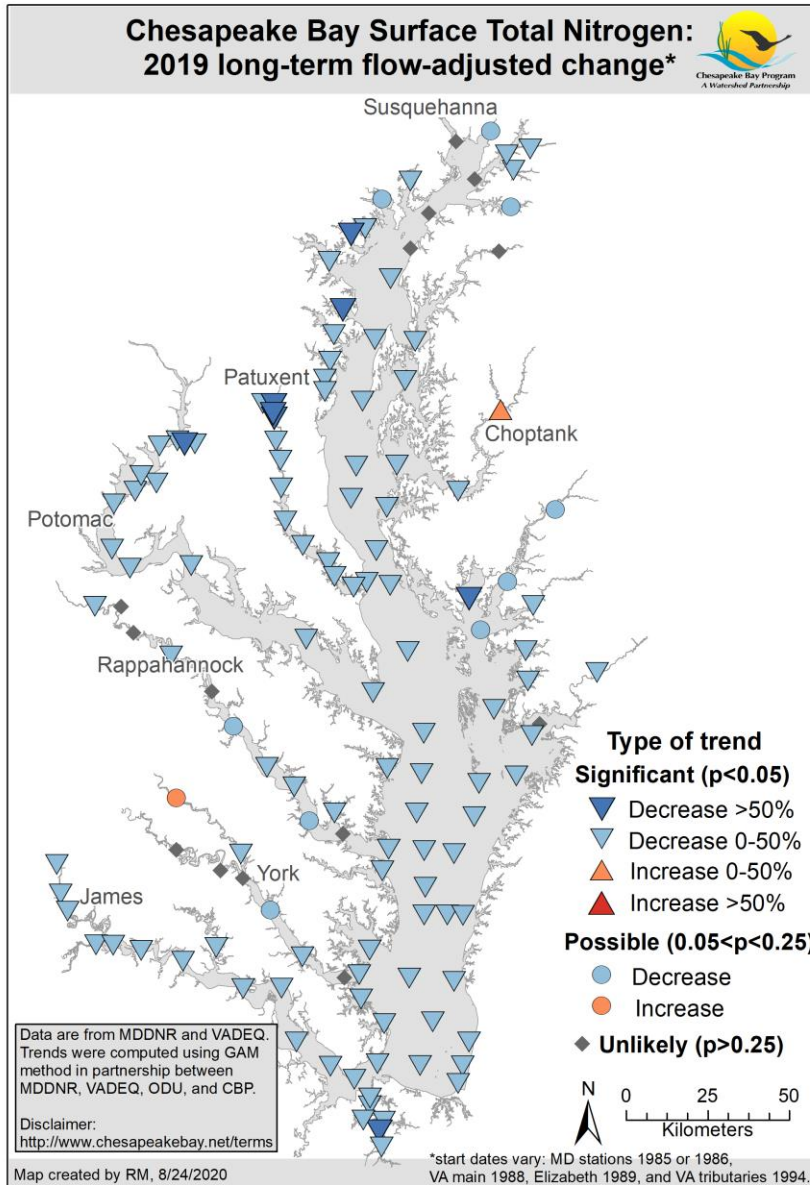 Chesapeake Bay Surface Total Nitrogen:
2019 long-term flow-adjusted change*
Chesapeake Bay Program
A Watershed Partnership
Susquehanna
Patuxent
Choptank
Potomac
Rappahannock
York
James
Type of trend
Significant (p<0.05)
Decrease >50%
Decrease 0-50%
Increase 0-50%
Increase >50%
Possible (0.05<p<0.25)
Decrease
Increase
Unlikely (p>0.25)
N
0 25 50
Kilometers
Data are from MDDNR and VADEQ.
Trends were computed using GAM
method in partnership between
MDDNR, VADEQ, ODU, and CBP.
Disclaimer:
http://www.chesapeakebay.net/terms
Map created by RM, 8/24/2020
*start dates vary: MD stations 1985 or 1986,
VA main 1988, Elizabeth 1989, and VA tributaries 1994.